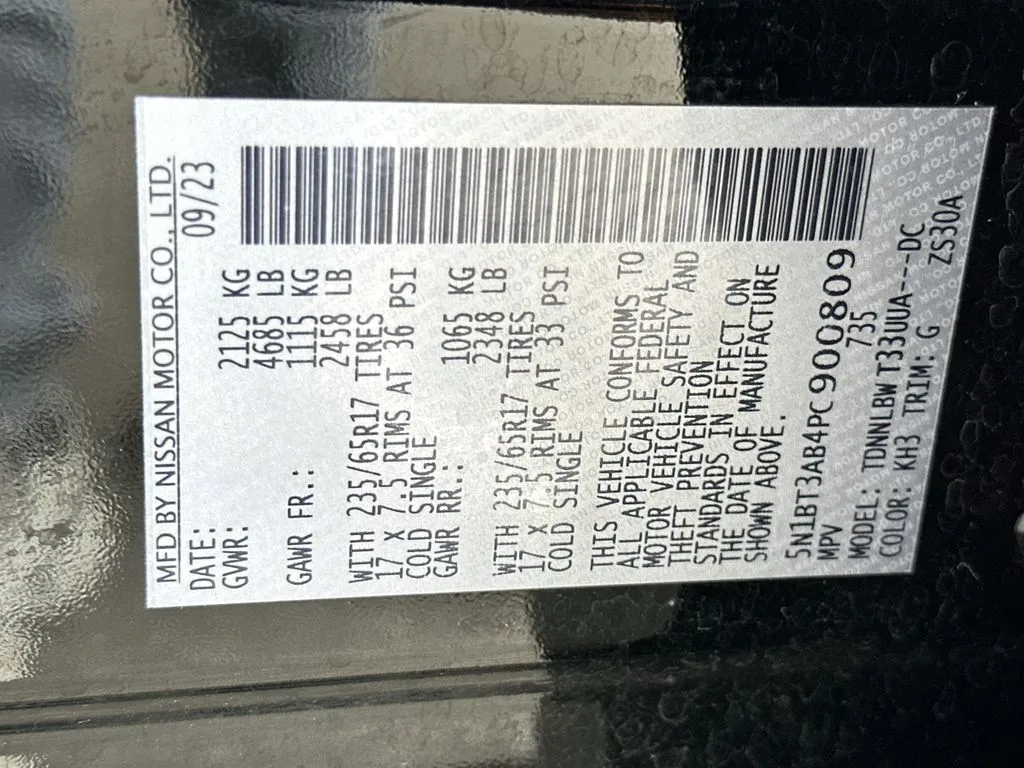 MFD BY NISSAN MOTOR CO., LTD.
DATE: 09/23
GVWR: 2125 KG
4685 LB
GAWR FR.: 1115 KG
2458 LB
WITH 235/65R17 TIRES
17 X 7.5 RIMS AT 36 PSI
COLD SINGLE
GAWR RR.: 1065 KG
2348 LB
WITH 235/65R17 TIRES
17 X 7.5 RIMS AT 33 PSI
COLD SINGLE
THIS VEHICLE CONFORMS TO
ALL APPLICABLE FEDERAL
MOTOR VEHICLE SAFETY AND
THEFT PREVENTION
STANDARDS IN EFFECT ON
THE DATE OF MANUFACTURE
SHOWN ABOVE.
5N1BT3AB4PC900809
MPV 735
MODEL: TDNNLBW T33UUA---DC
COLOR: KH3 TRIM: G ZS30A